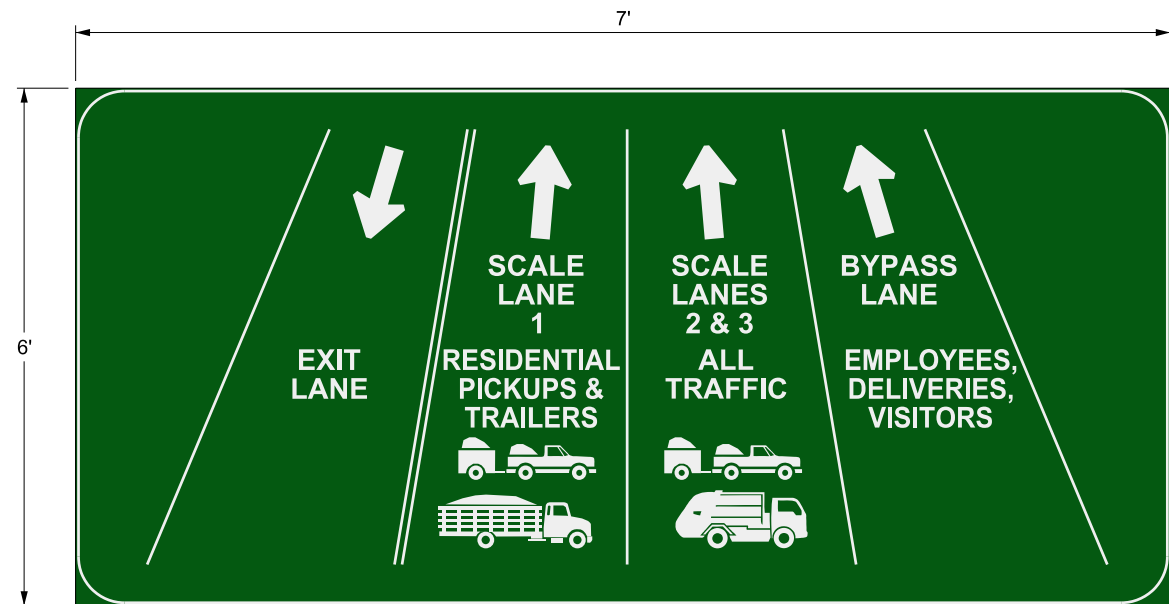 7'
6'
EXIT
LANE
SCALE
LANE
1
RESIDENTIAL
PICKUPS &
TRAILERS
SCALE
LANES
2 & 3
ALL
TRAFFIC
BYPASS
LANE
EMPLOYEES,
DELIVERIES,
VISITORS